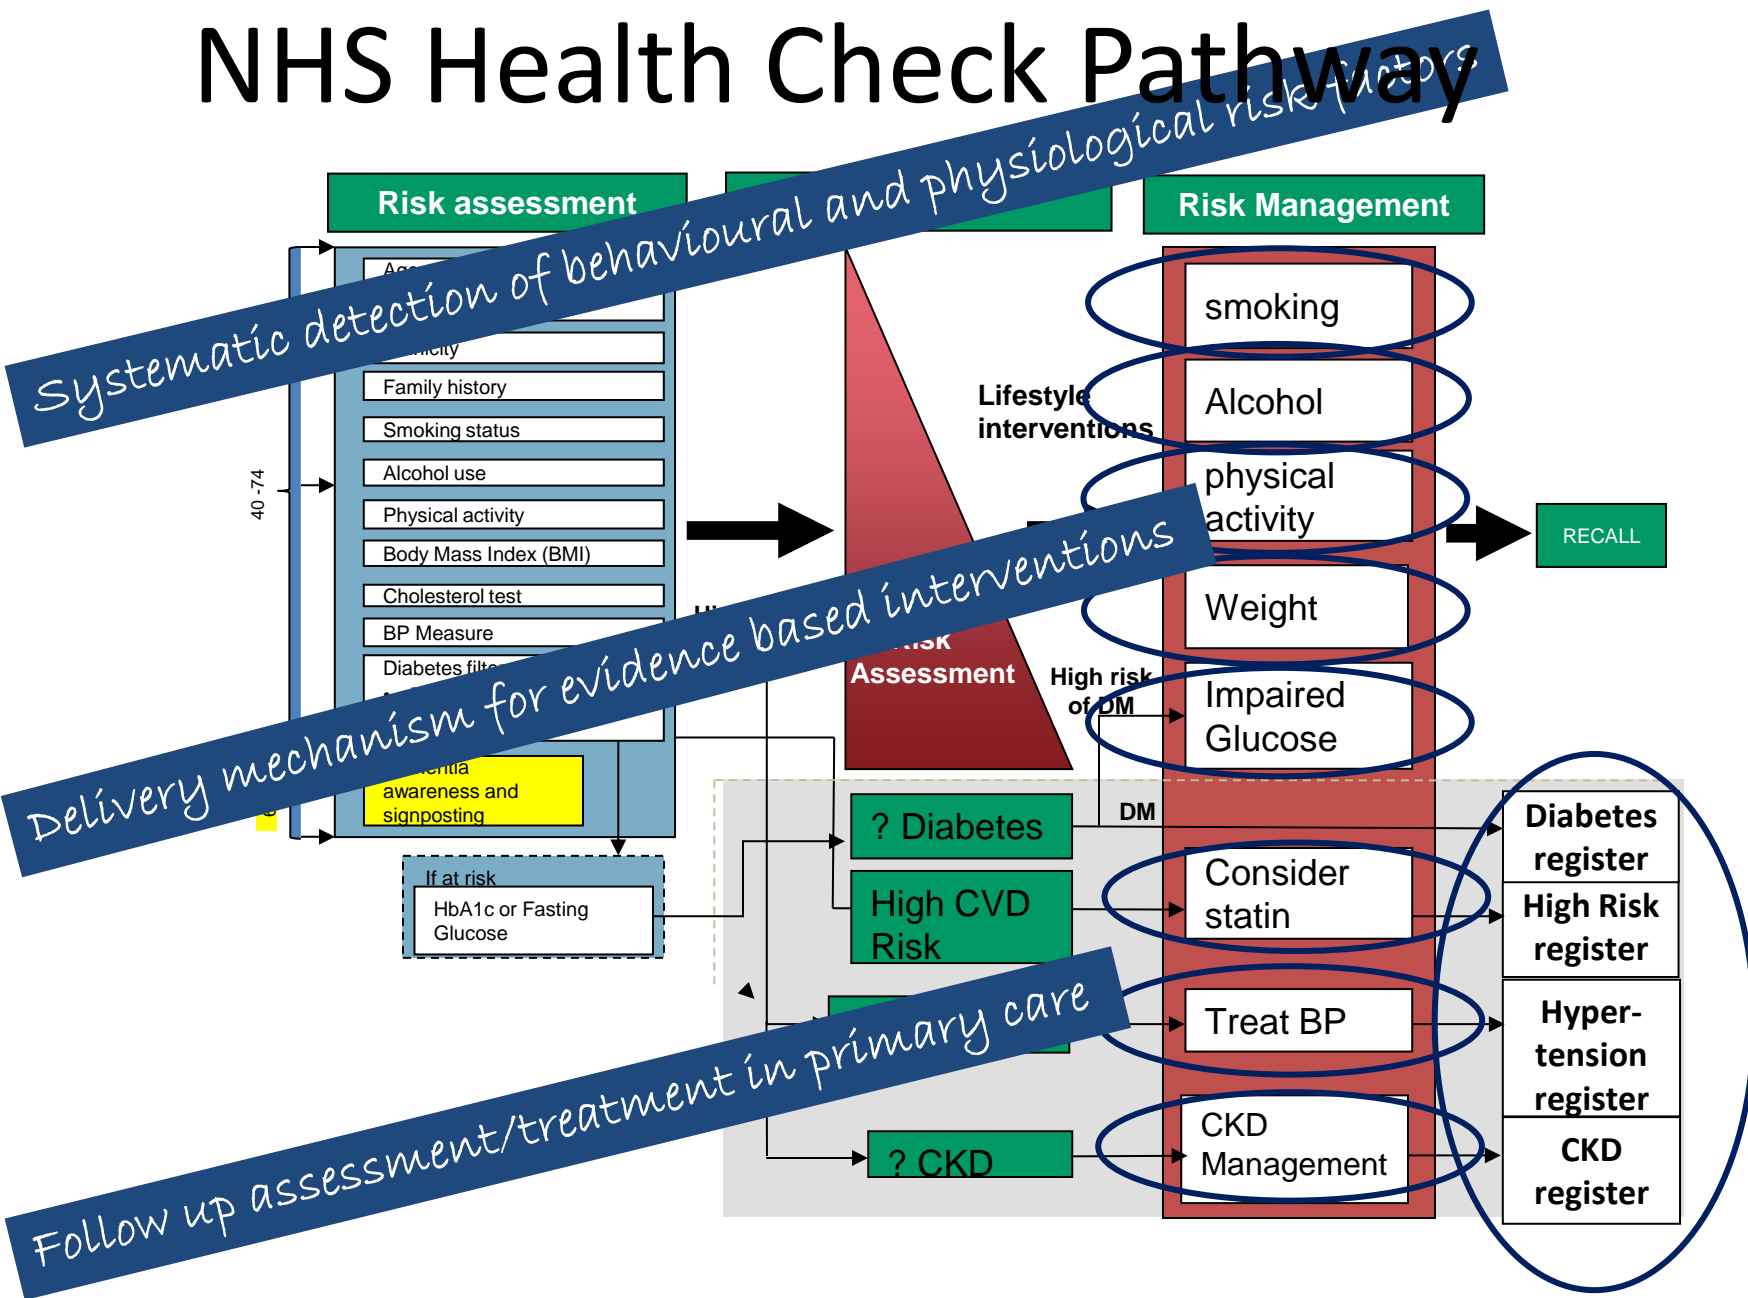 NHS Health Check Pathway
Systematic detection of behavioural and physiological risk factors
Risk assessment
Risk Management
Family history
Smoking status
Alcohol use
Physical activity
Body Mass Index (BMI)
Cholesterol test
BP Measure
Diabetes
40 -74
awareness and
signposting
If at risk
HbA1c or Fasting
Glucose
Delivery mechanism for evidence based interventions
Risk
Assessment
Lifestyle
interventions
High risk
of DM
smoking
Alcohol
physical
activity
Weight
Impaired
Glucose
RECALL
? Diabetes
DM
High CVD
Risk
Consider
statin
Treat BP
? CKD
CKD
Management
Diabetes
register
High Risk
register
Hyper-
tension
register
CKD
register
Follow up assessment/treatment in primary care